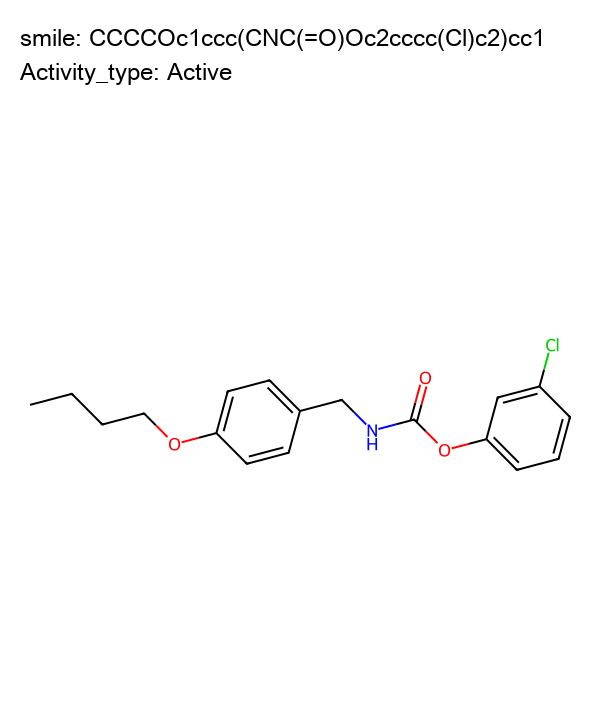 smile: CCCCOc1ccc(CNC(=O)Oc2cccc(Cl)c2)cc1
Activity_type: Active
Cl
O
O
N
H
O